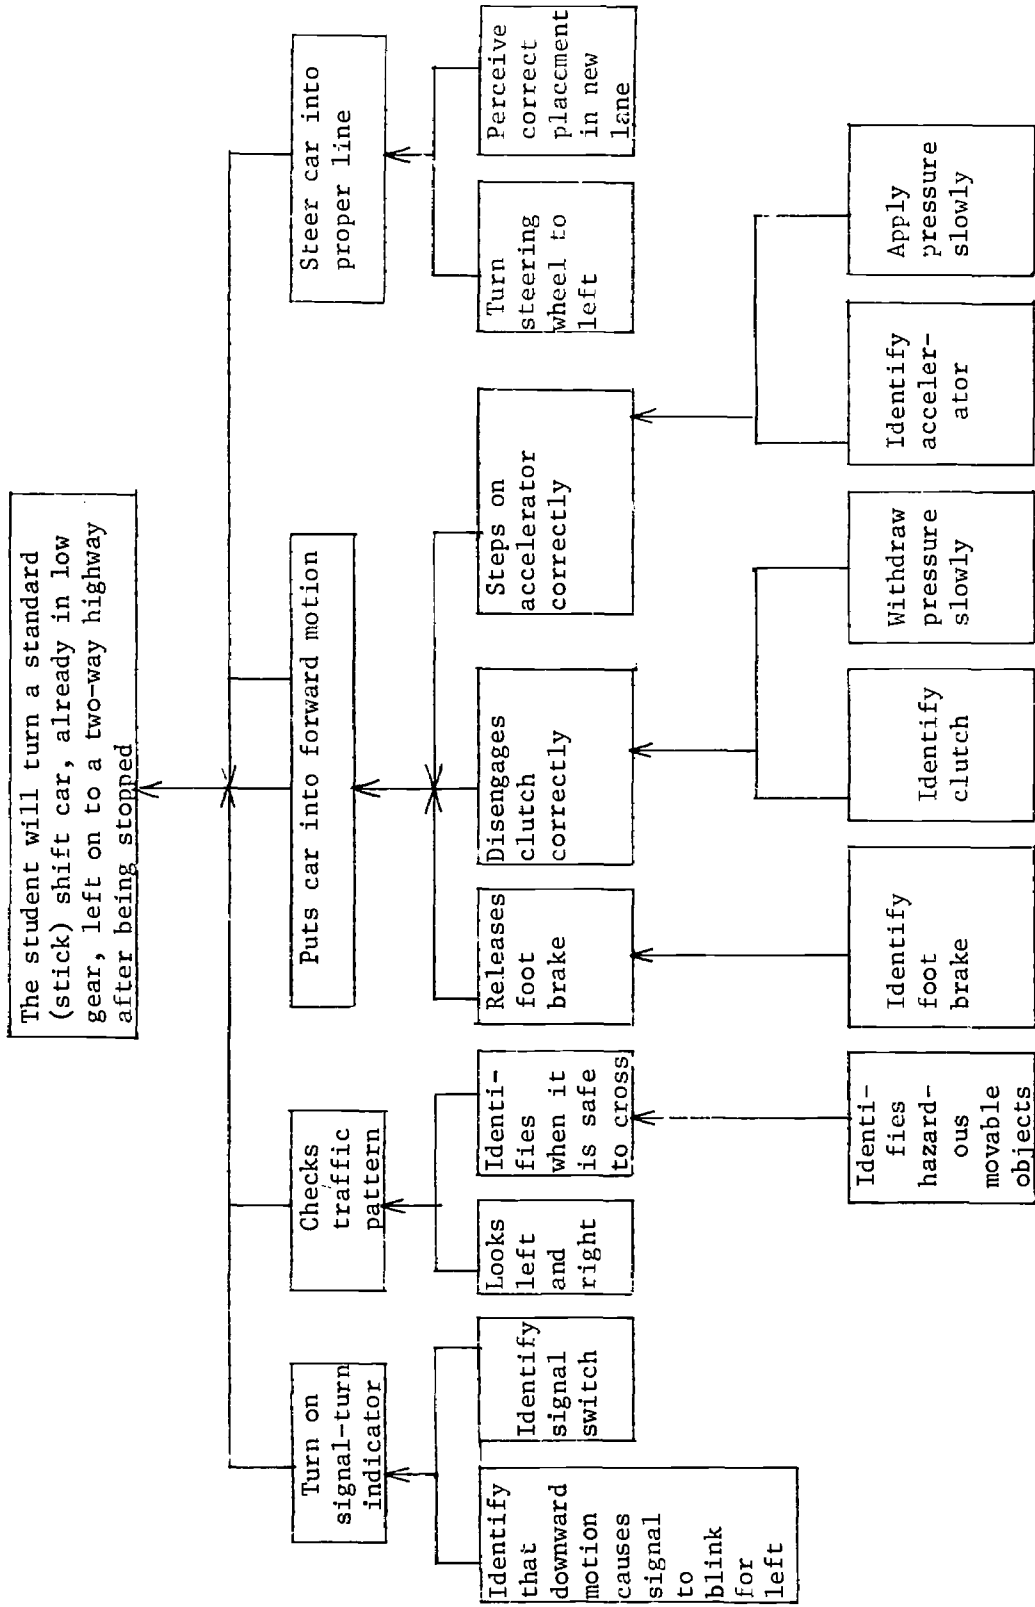 The student will turn a standard
(stick) shift car, already in low
gear, left on to a two-way highway
after being stopped
Turn on
signal-turn
indicator
Checks
traffic
pattern
Puts car into forward motion
Steer car into
proper line
Identify
that
downward
motion
causes
signal
to
blink
for
left
Identify
signal
switch
Looks
left
and
right
Identi-
fies
when it
is safe
to cross
Releases
foot
brake
Disengages
clutch
correctly
Steps on
accelerator
correctly
Turn
steering
wheel to
left
Perceive
correct
placement
in new
lane
Identi-
fies
hazard-
ous
movable
objects
Identify
foot
brake
Identify
clutch
Withdraw
pressure
slowly
Identify
acceler-
ator
Apply
pressure
slowly